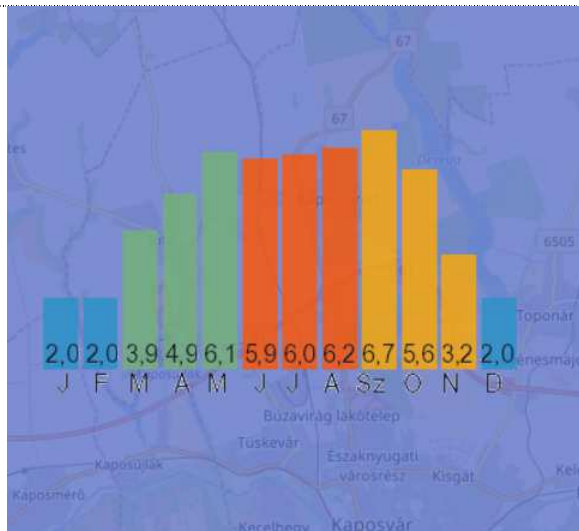 67
67
6505
2,0 2,0 3,9 4,9 6,1 5,9 6,0 6,2 6,7 5,6 3,2 2,0
J F M A M J J A Sz O N D
Toponár
Búzavirág lakótelep
Tüskevár
Északnyugati
városrész
Kisgát
Kaposújlak
Kaposmérő
Kecelhegy
Kaposvár